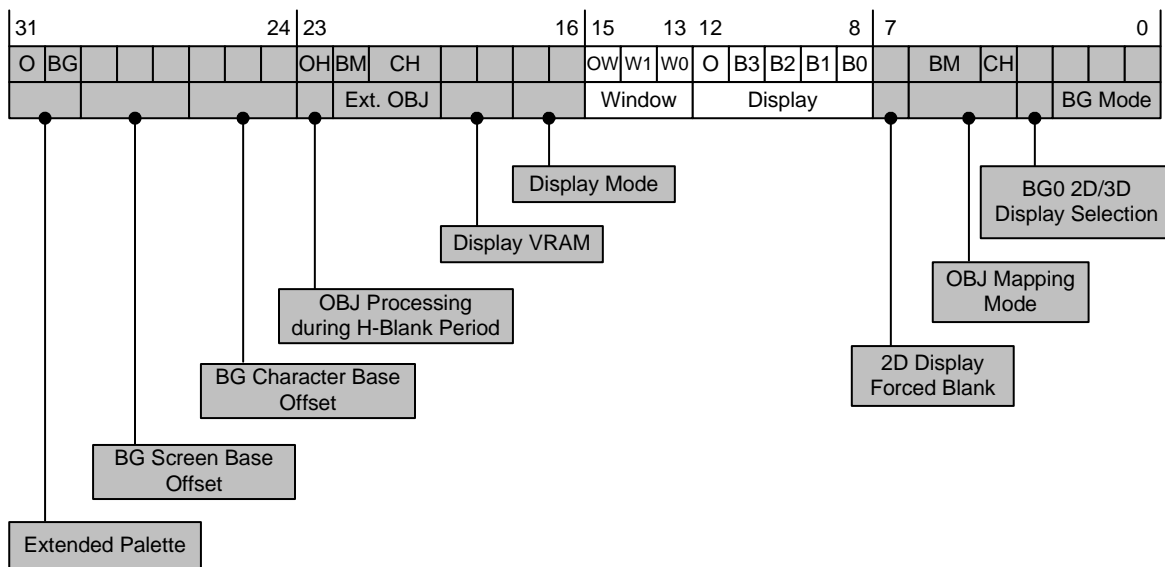 31 24 23 16 15 13 12 8 7 0
O BG OH BM CH OW W1 W0 O B3 B2 B1 B0 BM CH
Ext. OBJ Window Display BG Mode
Display Mode
BG0 2D/3D
Display Selection
Display VRAM
OBJ Mapping
Mode
OBJ Processing
during H-Blank Period
2D Display
Forced Blank
BG Character Base
Offset
BG Screen Base
Offset
Extended Palette